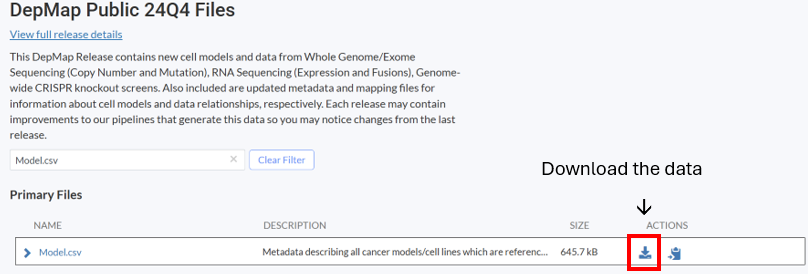 DepMap Public 24Q4 Files
View full release details
This DepMap Release contains new cell models and data from Whole Genome/Exome
Sequencing (Copy Number and Mutation), RNA Sequencing (Expression and Fusions), Genome-
wide CRISPR knockout screens. Also included are updated metadata and mapping files for
information about cell models and data relationships, respectively. Each release may contain
improvements to our pipelines that generate this data so you may notice changes from the last
release.
Model.csv × Clear Filter
Download the data
↓
Primary Files
NAME DESCRIPTION SIZE ACTIONS
Model.csv Metadata describing all cancer models/cell lines which are referenc... 645.7 kB